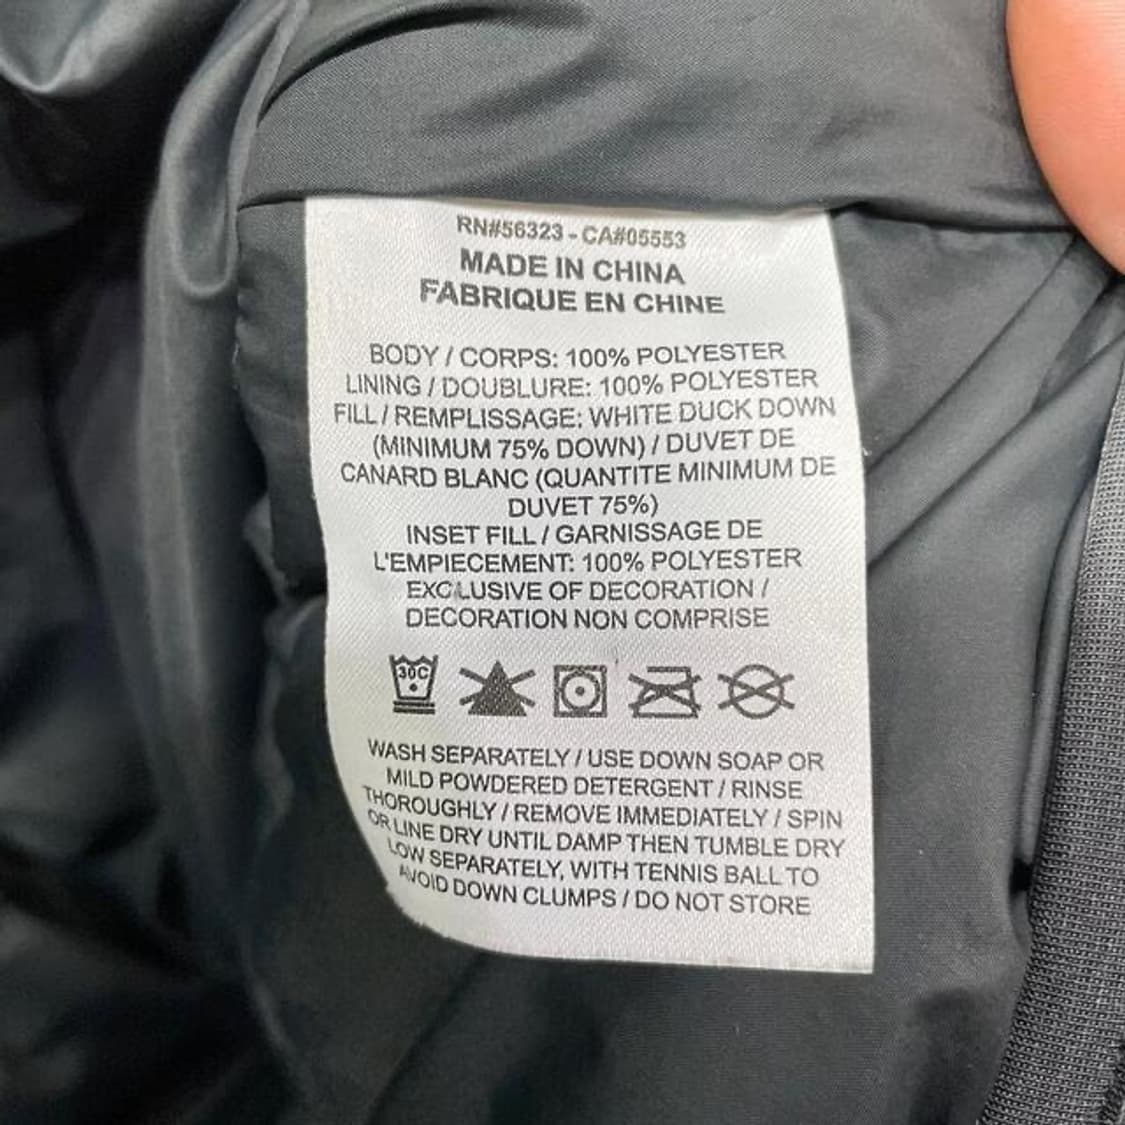 RN#56323 - CA#05553
MADE IN CHINA
FABRIQUE EN CHINE
BODY / CORPS: 100% POLYESTER
LINING / DOUBLURE: 100% POLYESTER
FILL / REMPLISSAGE: WHITE DUCK DOWN
(MINIMUM 75% DOWN) / DUVET DE
CANARD BLANC (QUANTITE MINIMUM DE
DUVET 75%)
INSET FILL / GARNISSAGE DE
L'EMPIECEMENT: 100% POLYESTER
EXCLUSIVE OF DECORATION /
DECORATION NON COMPRISE
30C
WASH SEPARATELY / USE DOWN SOAP OR
MILD POWDERED DETERGENT / RINSE
THOROUGHLY / REMOVE IMMEDIATELY / SPIN
OR LINE DRY UNTIL DAMP THEN TUMBLE DRY
LOW SEPARATELY, WITH TENNIS BALL TO
AVOID DOWN CLUMPS / DO NOT STORE